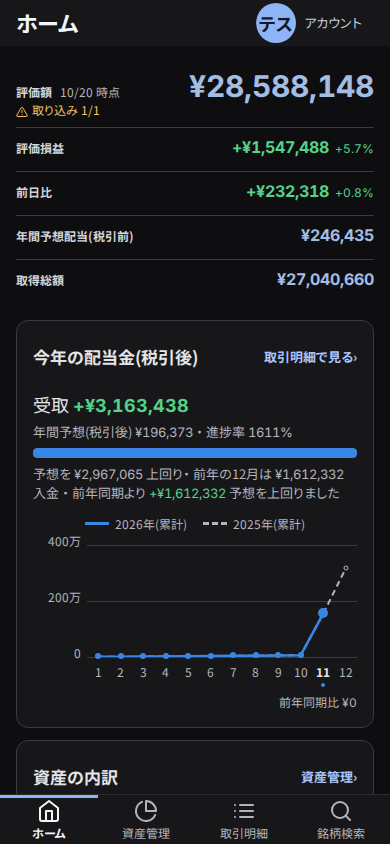 ホーム
テス アカウント
評価額 10/20 時点 ¥28,588,148
取り込み 1/1
評価損益 +¥1,547,488 +5.7%
前日比 +¥232,318 +0.8%
年間予想配当(税引前) ¥246,435
取得総額 ¥27,040,660
今年の配当金(税引後) 取引明細で見る›
受取 +¥3,163,438
年間予想(税引後) ¥196,373・進捗率 1611%
予想を ¥2,967,065 上回り・前年の12月は ¥1,612,332
入金・前年同期より +¥1,612,332 予想を上回りました
2026年(累計) 2025年(累計)
400万
200万
0
1 2 3 4 5 6 7 8 9 10 11 12
前年同期比 ¥0
資産の内訳 資産管理›
ホーム 資産管理 取引明細 銘柄検索